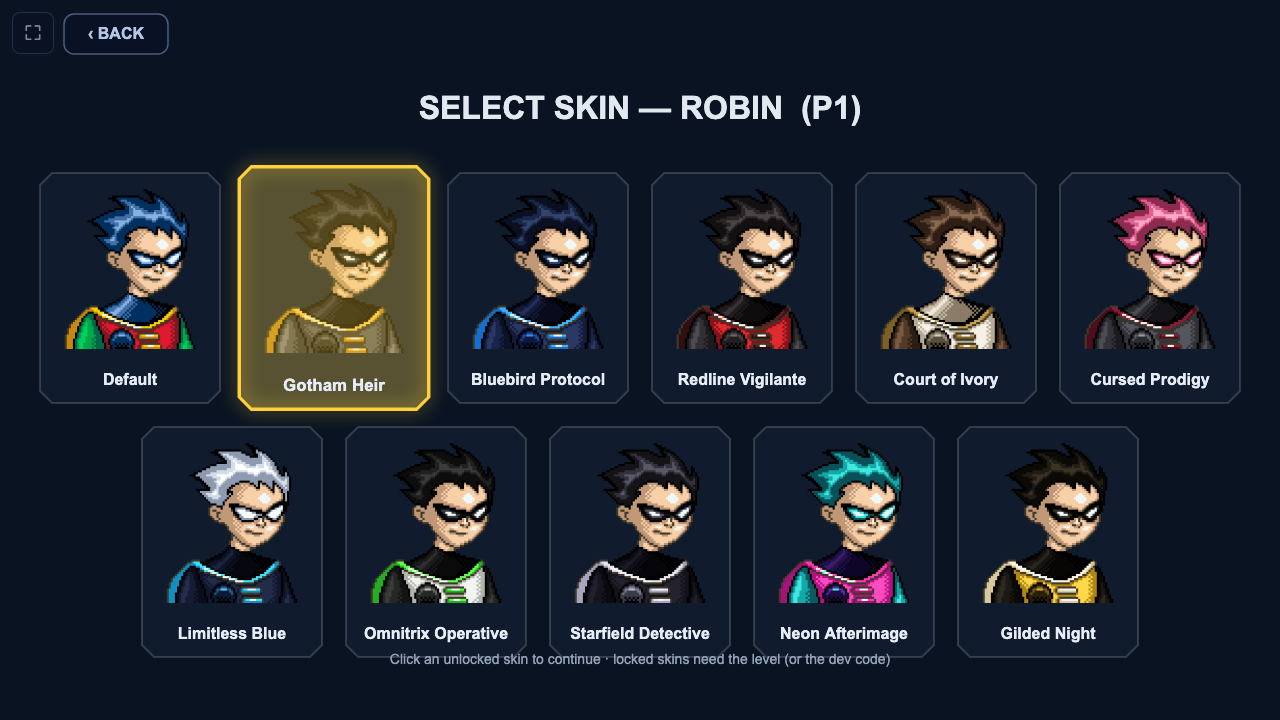 ‹ BACK
SELECT SKIN — ROBIN (P1)
Default
Gotham Heir
Bluebird Protocol
Redline Vigilante
Court of Ivory
Cursed Prodigy
Limitless Blue
Omnitrix Operative
Starfield Detective
Neon Afterimage
Gilded Night
Click an unlocked skin to continue · locked skins need the level (or the dev code)